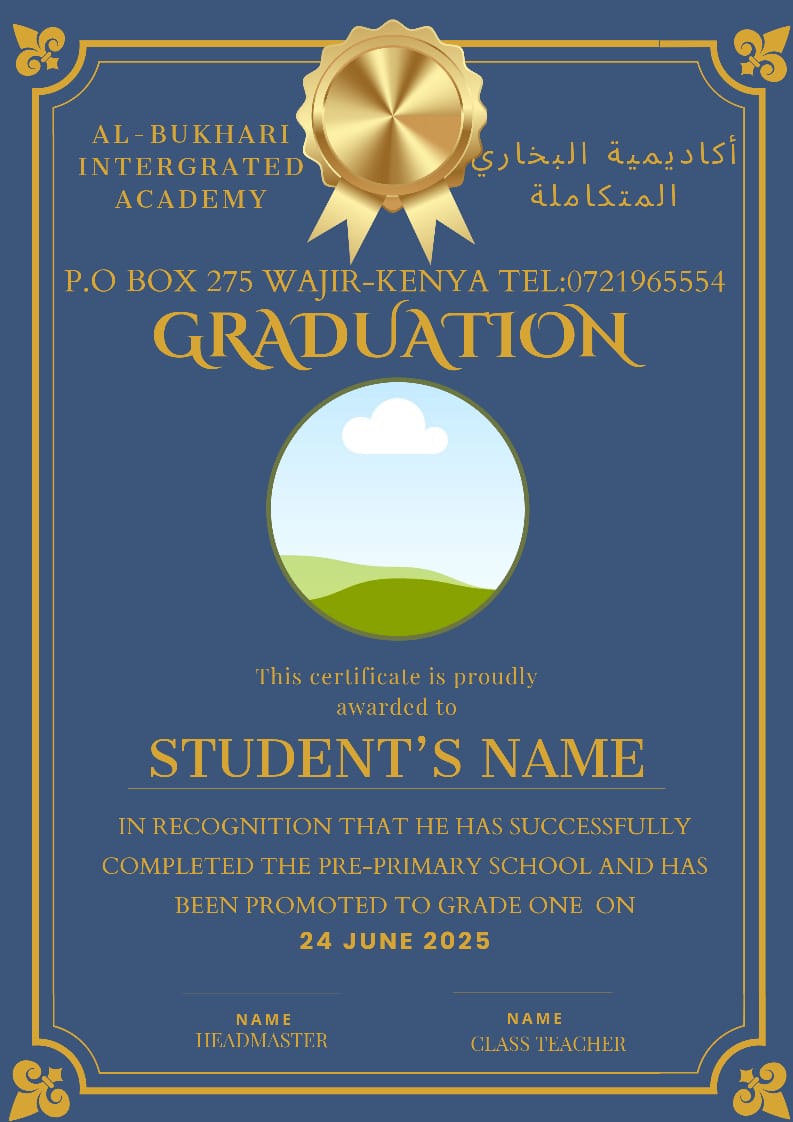 AL-BUKHARI
INTERGRATED
ACADEMY
أكاديمية البخاري
المتكاملة
P.O BOX 275 WAJIR-KENYA TEL:0721965554
GRADUATION
This certificate is proudly
awarded to
STUDENT’S NAME
IN RECOGNITION THAT HE HAS SUCCESSFULLY
COMPLETED THE PRE-PRIMARY SCHOOL AND HAS
BEEN PROMOTED TO GRADE ONE ON
24 JUNE 2025
NAME
HEADMASTER
NAME
CLASS TEACHER